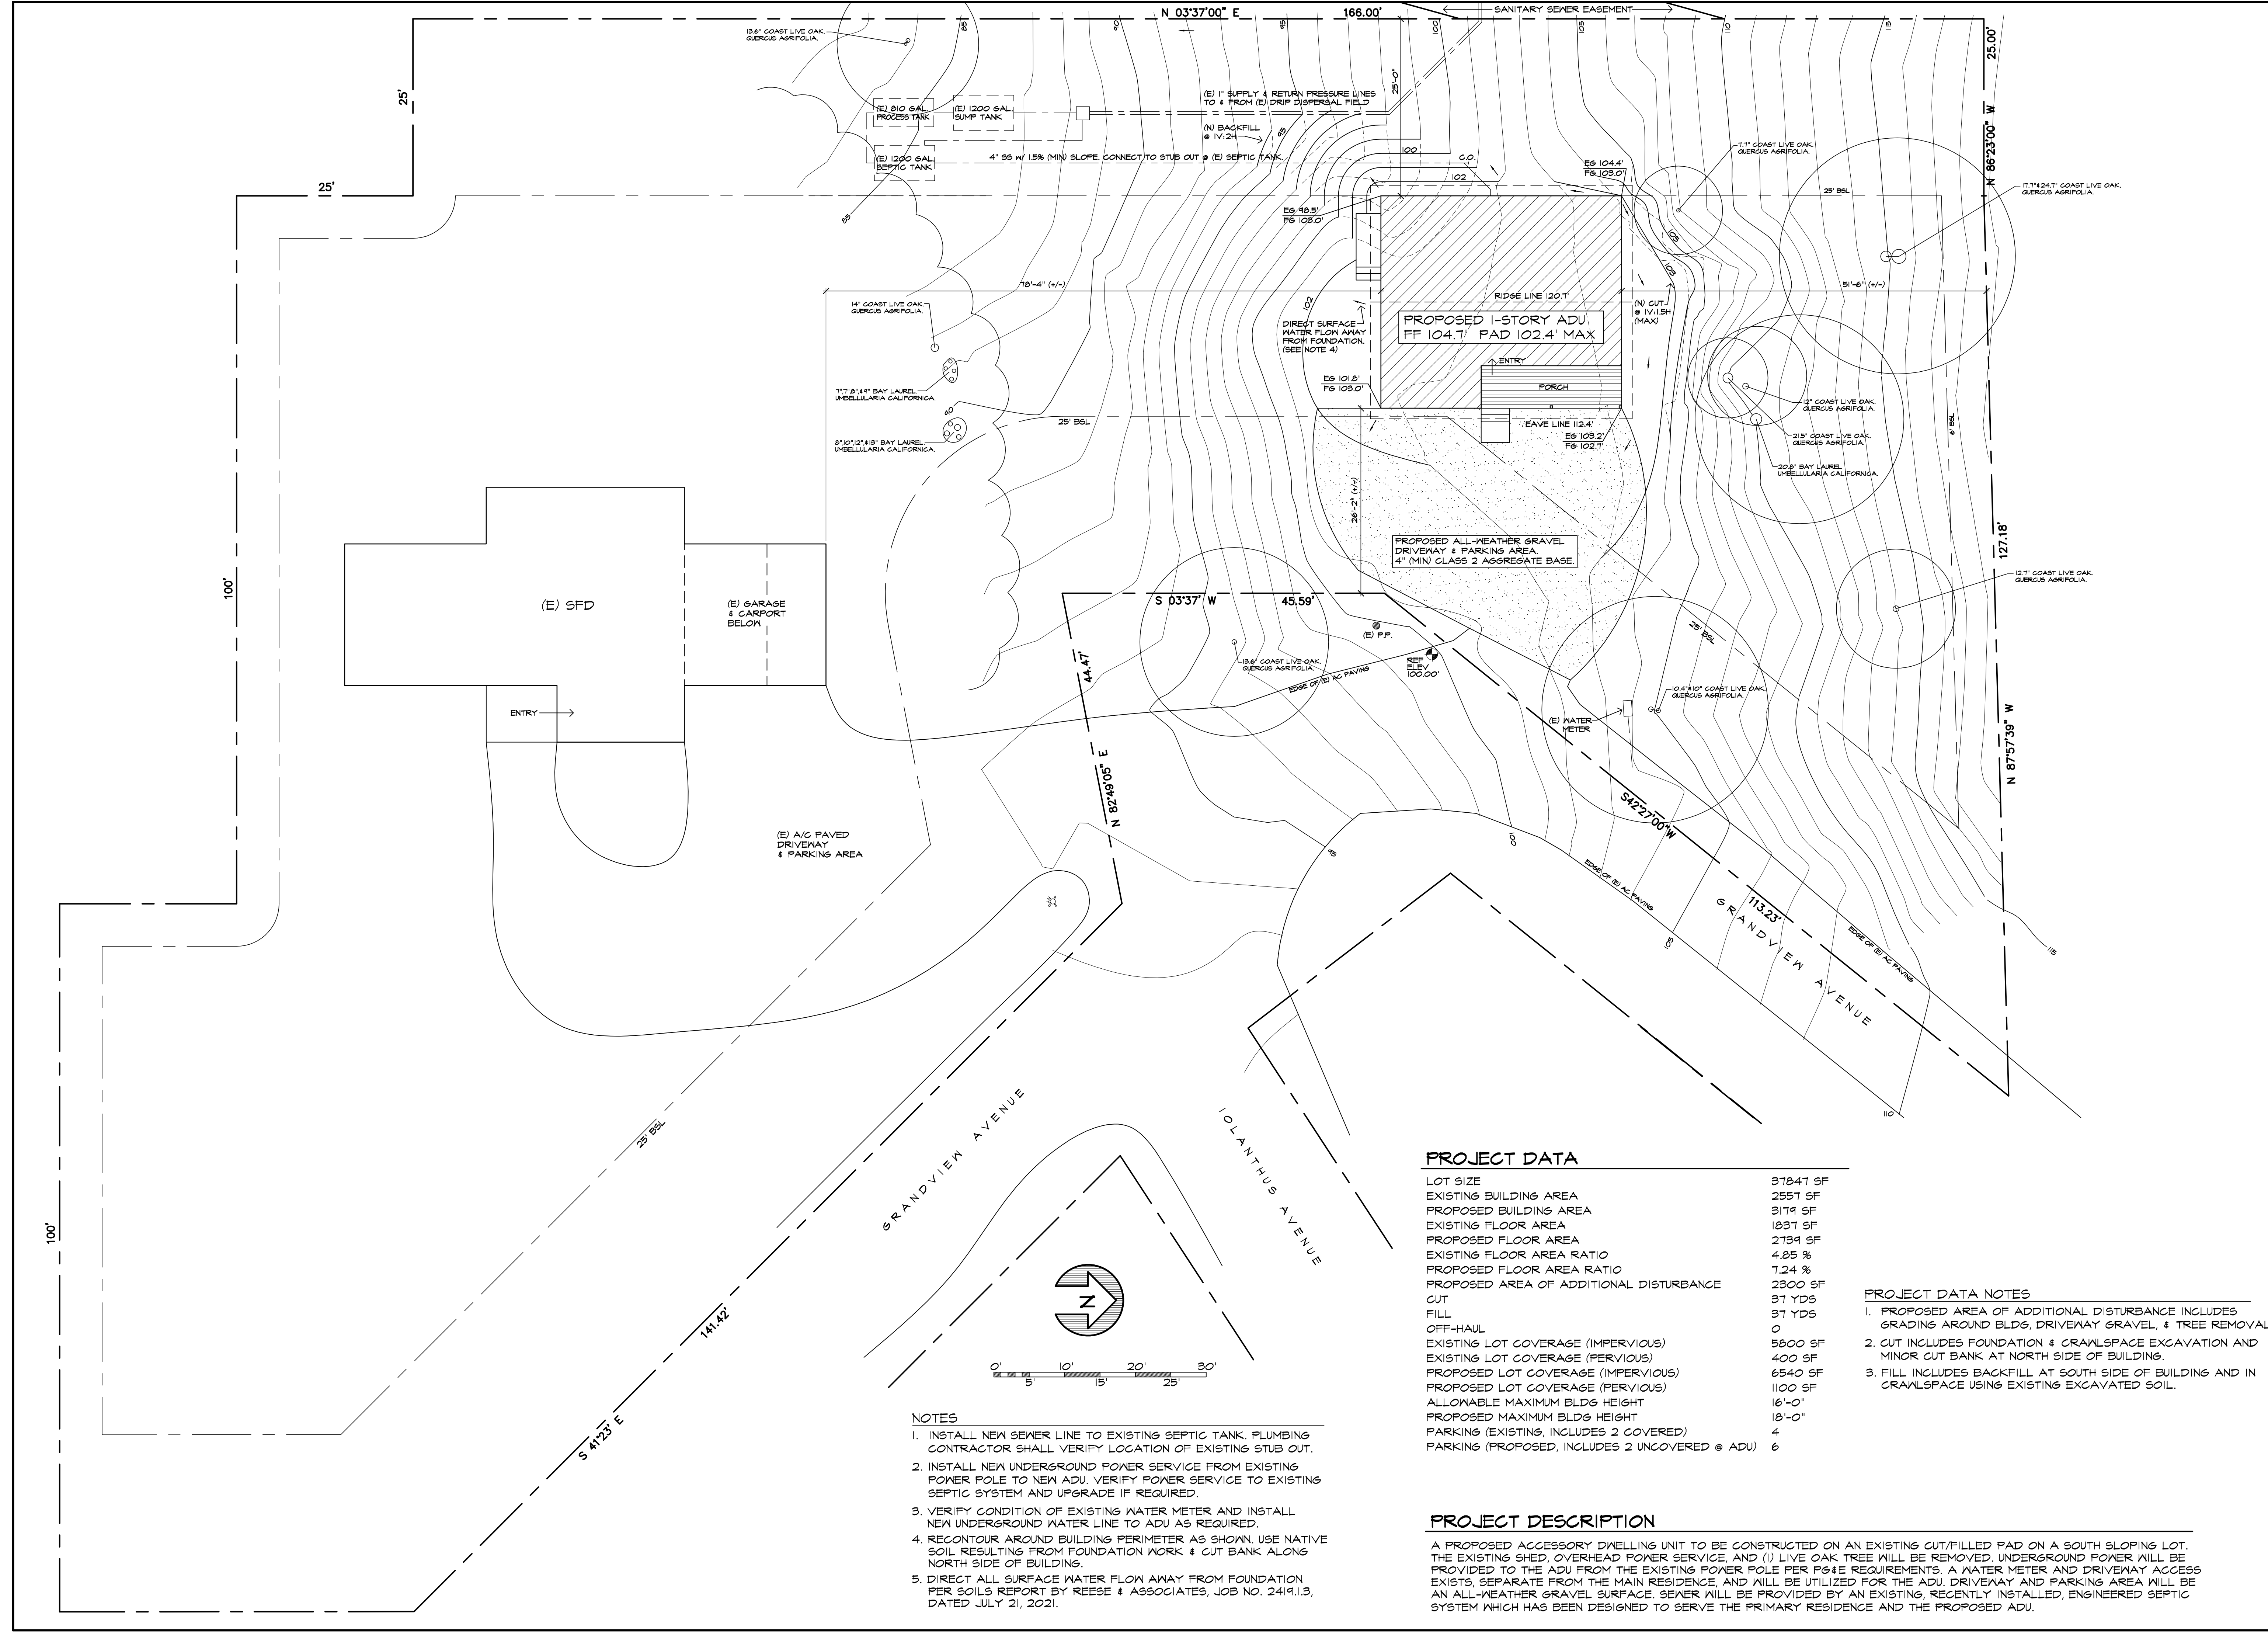 N 03°37'00" E
166.00'
SANITARY SEWER EASEMENT
13.6" COAST LIVE OAK.
QUERCUS AGRIFOLIA.
80
85
90
95
100
105
110
115
25.00'
N 86°23'00" W
25'
25'
25'-0"
(E) 810 GAL.
PROCESS TANK
(E) 1200 GAL.
SUMP TANK
(E) 1" SUPPLY & RETURN PRESSURE LINES
TO & FROM (E) DRIP DISPERSAL FIELD
(N) BACKFILL
@ 1V:2H
95
100
102
(E) 1200 GAL.
SEPTIC TANK
4" SS W/ 1.5% (MIN) SLOPE. CONNECT TO STUB OUT @ (E) SEPTIC TANK.
C.O.
EG 104.4'
FG 103.0'
7.7" COAST LIVE OAK.
QUERCUS AGRIFOLIA.
17.7"&24.7" COAST LIVE OAK.
QUERCUS AGRIFOLIA.
25' BSL
85
EG 98.5'
FG 103.0'
105
103
78'-4" (+/-)
51'-6" (+/-)
14" COAST LIVE OAK.
QUERCUS AGRIFOLIA.
102
RIDGE LINE 120.7'
(N) CUT
@ 1V:1.5H
(MAX)
DIRECT SURFACE
WATER FLOW AWAY
FROM FOUNDATION.
(SEE NOTE 4)
PROPOSED 1-STORY ADU
FF 104.7' PAD 102.4' MAX
ENTRY
PORCH
7",7",8",&9" BAY LAUREL.
UMBELLULARIA CALIFORNICA.
80
EG 101.8'
FG 103.0'
12" COAST LIVE OAK.
QUERCUS AGRIFOLIA.
25' BSL
EAVE LINE 112.4'
EG 103.2'
FG 102.7'
6' BSL
8",10",12",&13" BAY LAUREL.
UMBELLULARIA CALIFORNICA.
21.5" COAST LIVE OAK.
QUERCUS AGRIFOLIA.
20.8" BAY LAUREL
UMBELLULARIA CALIFORNICA.
26'-2" (+/-)
PROPOSED ALL-WEATHER GRAVEL
DRIVEWAY & PARKING AREA.
4" (MIN) CLASS 2 AGGREGATE BASE.
127.18'
12.7" COAST LIVE OAK.
QUERCUS AGRIFOLIA.
100'
(E) SFD
(E) GARAGE
& CARPORT
BELOW
S 03°37' W
45.59'
(E) P.P.
25' BSL
44.47'
13.6" COAST LIVE OAK.
QUERCUS AGRIFOLIA.
REF
ELEV
100.00'
EDGE OF (E) AC PAVING
10.4"&10" COAST LIVE OAK.
QUERCUS AGRIFOLIA.
ENTRY
(E) WATER
METER
N 87°57'39" W
N 82°49'05" E
S42°27'00"W
(E) A/C PAVED
DRIVEWAY
& PARKING AREA
95
100
EDGE OF (E) AC PAVING
113.23'
GRANDVIEW AVENUE
EDGE OF (E) AC PAVING
105
115
110
25' BSL
GRANDVIEW AVENUE
IOLANTHUS AVENUE
100'
141.42'
S 41°23' E
N
0' 10' 20' 30'
5' 15' 25'
NOTES
1. INSTALL NEW SEWER LINE TO EXISTING SEPTIC TANK. PLUMBING
CONTRACTOR SHALL VERIFY LOCATION OF EXISTING STUB OUT.
2. INSTALL NEW UNDERGROUND POWER SERVICE FROM EXISTING
POWER POLE TO NEW ADU. VERIFY POWER SERVICE TO EXISTING
SEPTIC SYSTEM AND UPGRADE IF REQUIRED.
3. VERIFY CONDITION OF EXISTING WATER METER AND INSTALL
NEW UNDERGROUND WATER LINE TO ADU AS REQUIRED.
4. RECONTOUR AROUND BUILDING PERIMETER AS SHOWN. USE NATIVE
SOIL RESULTING FROM FOUNDATION WORK & CUT BANK ALONG
NORTH SIDE OF BUILDING.
5. DIRECT ALL SURFACE WATER FLOW AWAY FROM FOUNDATION
PER SOILS REPORT BY REESE & ASSOCIATES, JOB NO. 2419.1.3,
DATED JULY 21, 2021.
PROJECT DATA
LOT SIZE 37847 SF
EXISTING BUILDING AREA 2557 SF
PROPOSED BUILDING AREA 3179 SF
EXISTING FLOOR AREA 1837 SF
PROPOSED FLOOR AREA 2739 SF
EXISTING FLOOR AREA RATIO 4.85 %
PROPOSED FLOOR AREA RATIO 7.24 %
PROPOSED AREA OF ADDITIONAL DISTURBANCE 2300 SF
CUT 37 YDS
FILL 37 YDS
OFF-HAUL 0
EXISTING LOT COVERAGE (IMPERVIOUS) 5800 SF
EXISTING LOT COVERAGE (PERVIOUS) 400 SF
PROPOSED LOT COVERAGE (IMPERVIOUS) 6540 SF
PROPOSED LOT COVERAGE (PERVIOUS) 1100 SF
ALLOWABLE MAXIMUM BLDG HEIGHT 16'-0"
PROPOSED MAXIMUM BLDG HEIGHT 18'-0"
PARKING (EXISTING, INCLUDES 2 COVERED) 4
PARKING (PROPOSED, INCLUDES 2 UNCOVERED @ ADU) 6
PROJECT DATA NOTES
1. PROPOSED AREA OF ADDITIONAL DISTURBANCE INCLUDES
GRADING AROUND BLDG, DRIVEWAY GRAVEL, & TREE REMOVAL
2. CUT INCLUDES FOUNDATION & CRAWLSPACE EXCAVATION AND
MINOR CUT BANK AT NORTH SIDE OF BUILDING.
3. FILL INCLUDES BACKFILL AT SOUTH SIDE OF BUILDING AND IN
CRAWLSPACE USING EXISTING EXCAVATED SOIL.
PROJECT DESCRIPTION
A PROPOSED ACCESSORY DWELLING UNIT TO BE CONSTRUCTED ON AN EXISTING CUT/FILLED PAD ON A SOUTH SLOPING LOT.
THE EXISTING SHED, OVERHEAD POWER SERVICE, AND (1) LIVE OAK TREE WILL BE REMOVED. UNDERGROUND POWER WILL BE
PROVIDED TO THE ADU FROM THE EXISTING POWER POLE PER PG&E REQUIREMENTS. A WATER METER AND DRIVEWAY ACCESS
EXISTS, SEPARATE FROM THE MAIN RESIDENCE, AND WILL BE UTILIZED FOR THE ADU. DRIVEWAY AND PARKING AREA WILL BE
AN ALL-WEATHER GRAVEL SURFACE. SEWER WILL BE PROVIDED BY AN EXISTING, RECENTLY INSTALLED, ENGINEERED SEPTIC
SYSTEM WHICH HAS BEEN DESIGNED TO SERVE THE PRIMARY RESIDENCE AND THE PROPOSED ADU.